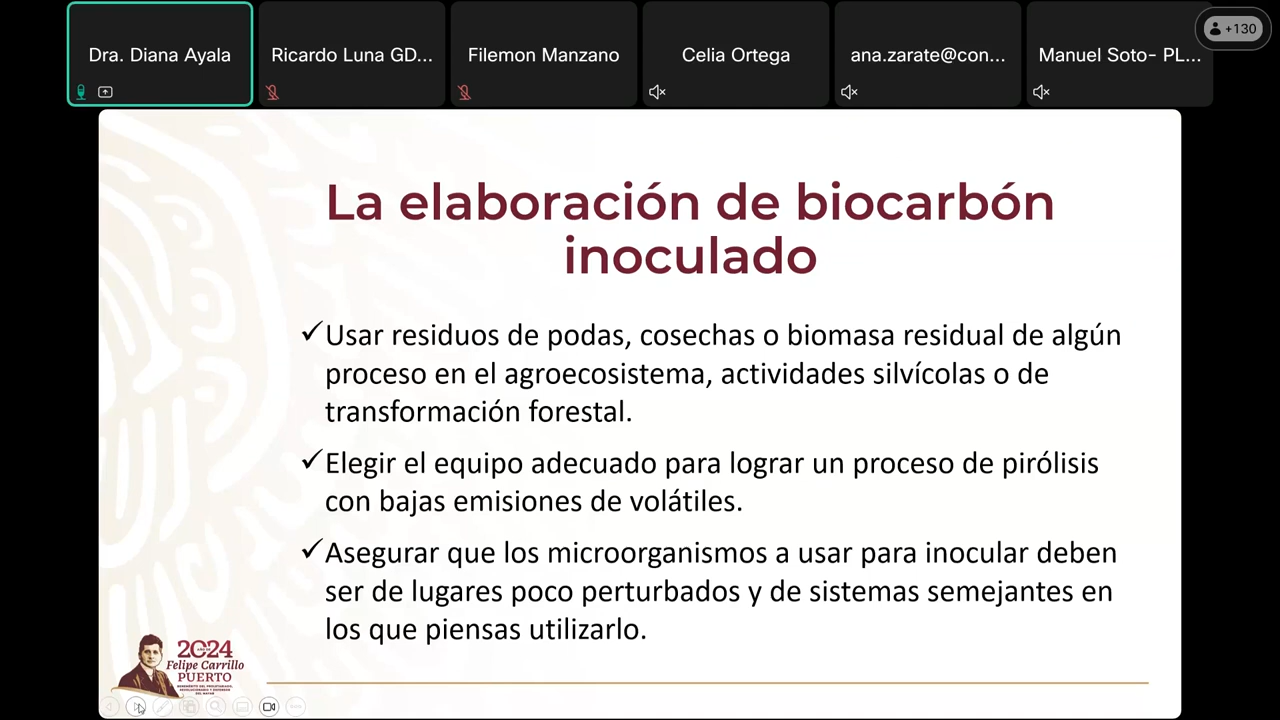 Dra. Diana Ayala
Ricardo Luna GD...
Filemon Manzano
Celia Ortega
ana.zarate@con...
Manuel Soto- PL...
+130
La elaboración de biocarbón
inoculado
✓Usar residuos de podas, cosechas o biomasa residual de algún
proceso en el agroecosistema, actividades silvícolas o de
transformación forestal.
✓Elegir el equipo adecuado para lograr un proceso de pirólisis
con bajas emisiones de volátiles.
✓Asegurar que los microorganismos a usar para inocular deben
ser de lugares poco perturbados y de sistemas semejantes en
los que piensas utilizarlo.
2024
Felipe Carrillo
PUERTO